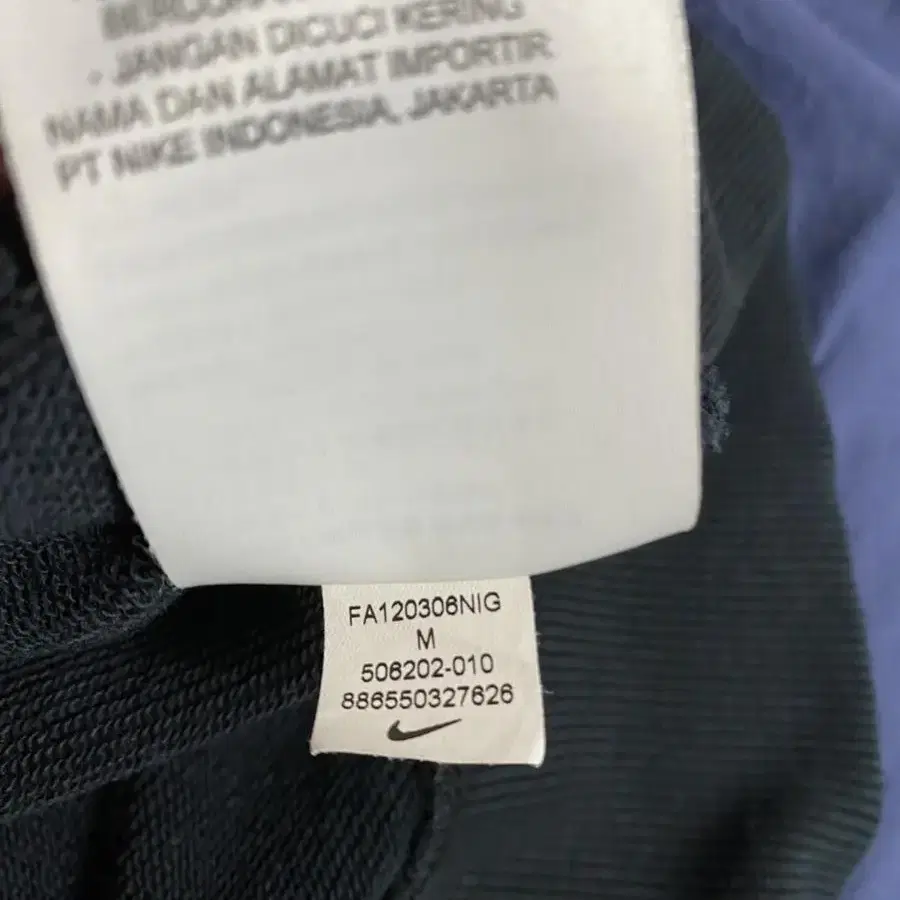 - JANGAN DICUCI KERING
NAMA DAN ALAMAT IMPORTIR
PT NIKE INDONESIA, JAKARTA
FA120306NIG
M
506202-010
886550327626